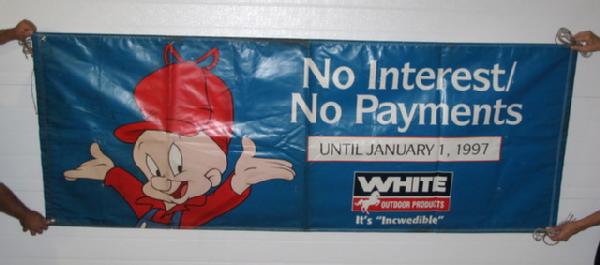 No Interest/
No Payments
UNTIL JANUARY 1, 1997
WHITE
OUTDOOR PRODUCTS
It's "Incwedible"